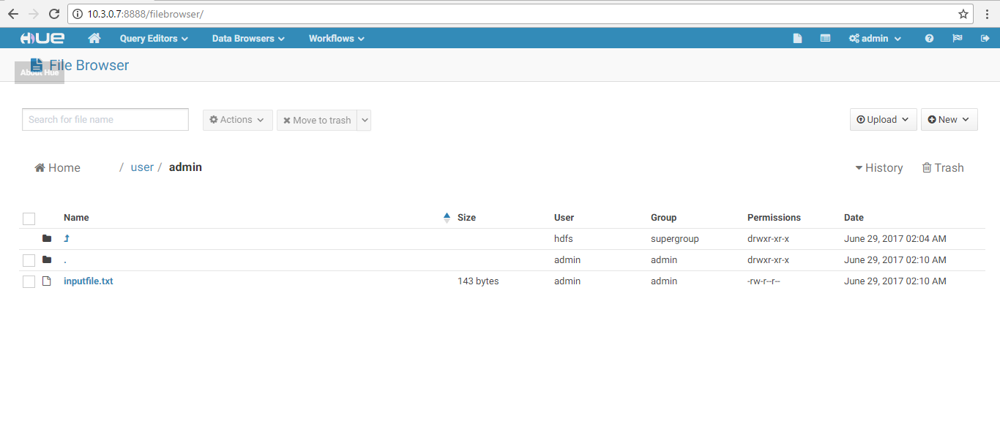 10.3.0.7:8888/filebrowser/
HUE Query Editors Data Browsers Workflows admin
File Browser
About Hue
Search for file name Actions Move to trash Upload New
Home / user / admin History Trash
Name Size User Group Permissions Date
hdfs supergroup drwxr-xr-x June 29, 2017 02:04 AM
. admin admin drwxr-xr-x June 29, 2017 02:10 AM
inputfile.txt 143 bytes admin admin -rw-r--r-- June 29, 2017 02:10 AM